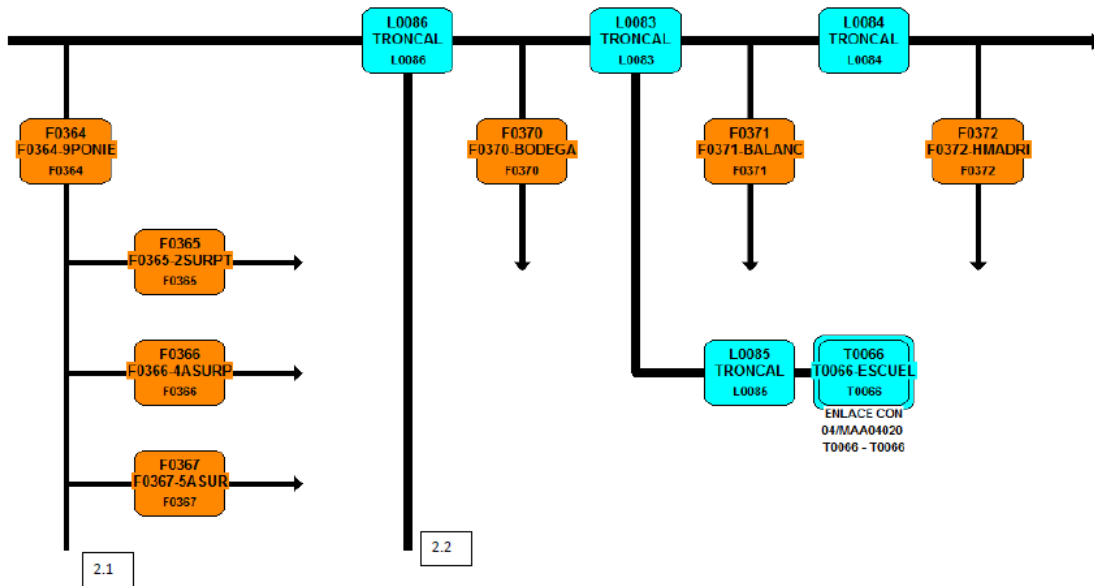 L0086
TRONCAL
L0086
L0083
TRONCAL
L0083
L0084
TRONCAL
L0084
F0364
F0364-9PONIE
F0364
F0370
F0370-BODEGA
F0370
F0371
F0371-BALANC
F0371
F0372
F0372-HMADRI
F0372
F0365
F0365-2SURPT
F0365
F0366
F0366-4ASURP
F0366
L0085
TRONCAL
L0085
T0066
T0066-ESCUEL
T0066
ENLACE CON
04/MAA04020
T0066 - T0066
F0367
F0367-5ASUR
F0367
2.1
2.2